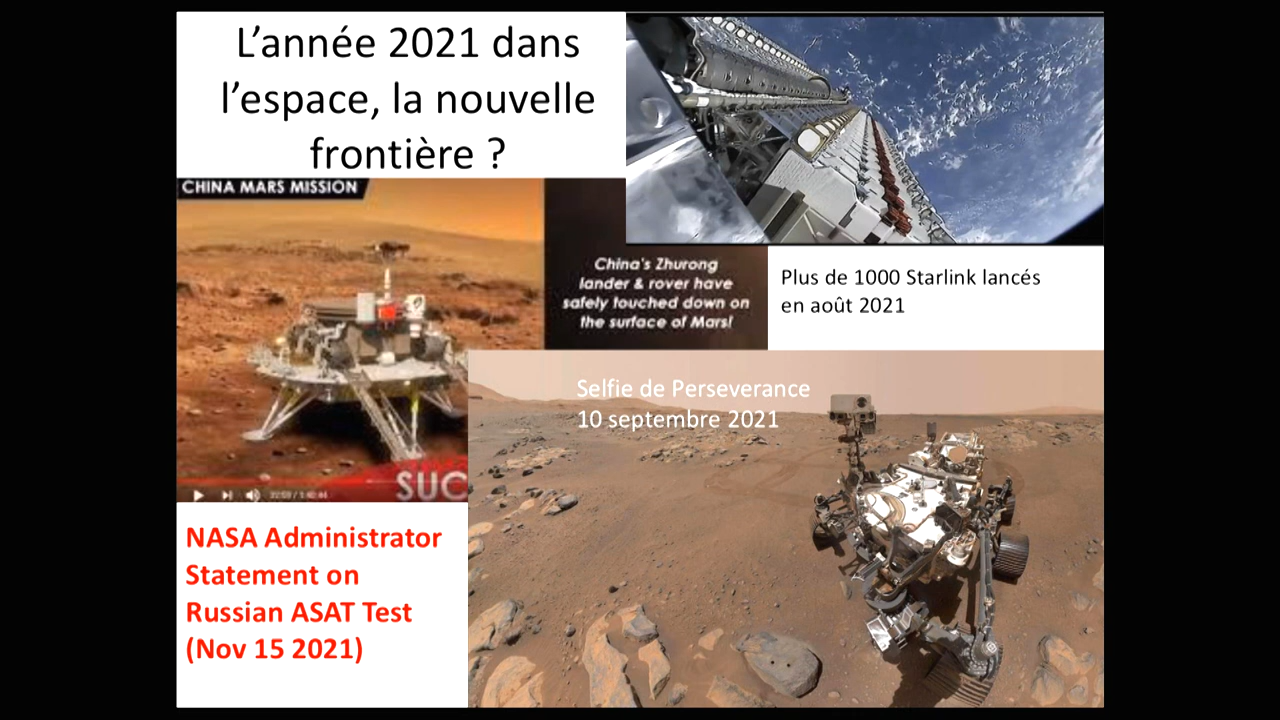 L’année 2021 dans
l’espace, la nouvelle
frontière ?
CHINA MARS MISSION
China's Zhurong
lander & rover have
safely touched down on
the surface of Mars!
Plus de 1000 Starlink lancés
en août 2021
Selfie de Perseverance
10 septembre 2021
SUC
NASA Administrator
Statement on
Russian ASAT Test
(Nov 15 2021)